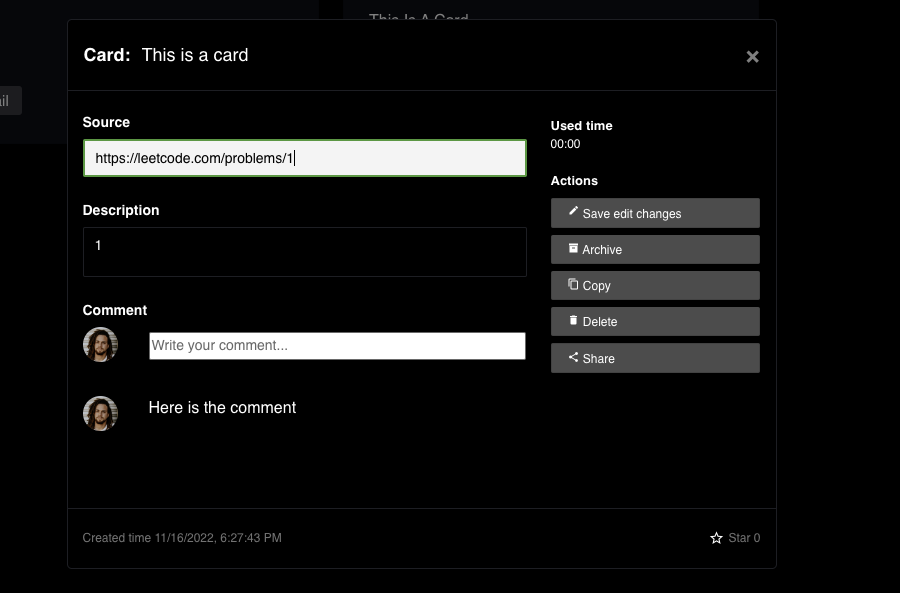 This Is A Card
Card: This is a card
ail
Source
https://leetcode.com/problems/1
Description
1
Comment
Write your comment...
Here is the comment
Used time
00:00
Actions
Save edit changes
Archive
Copy
Delete
Share
Created time 11/16/2022, 6:27:43 PM
Star 0